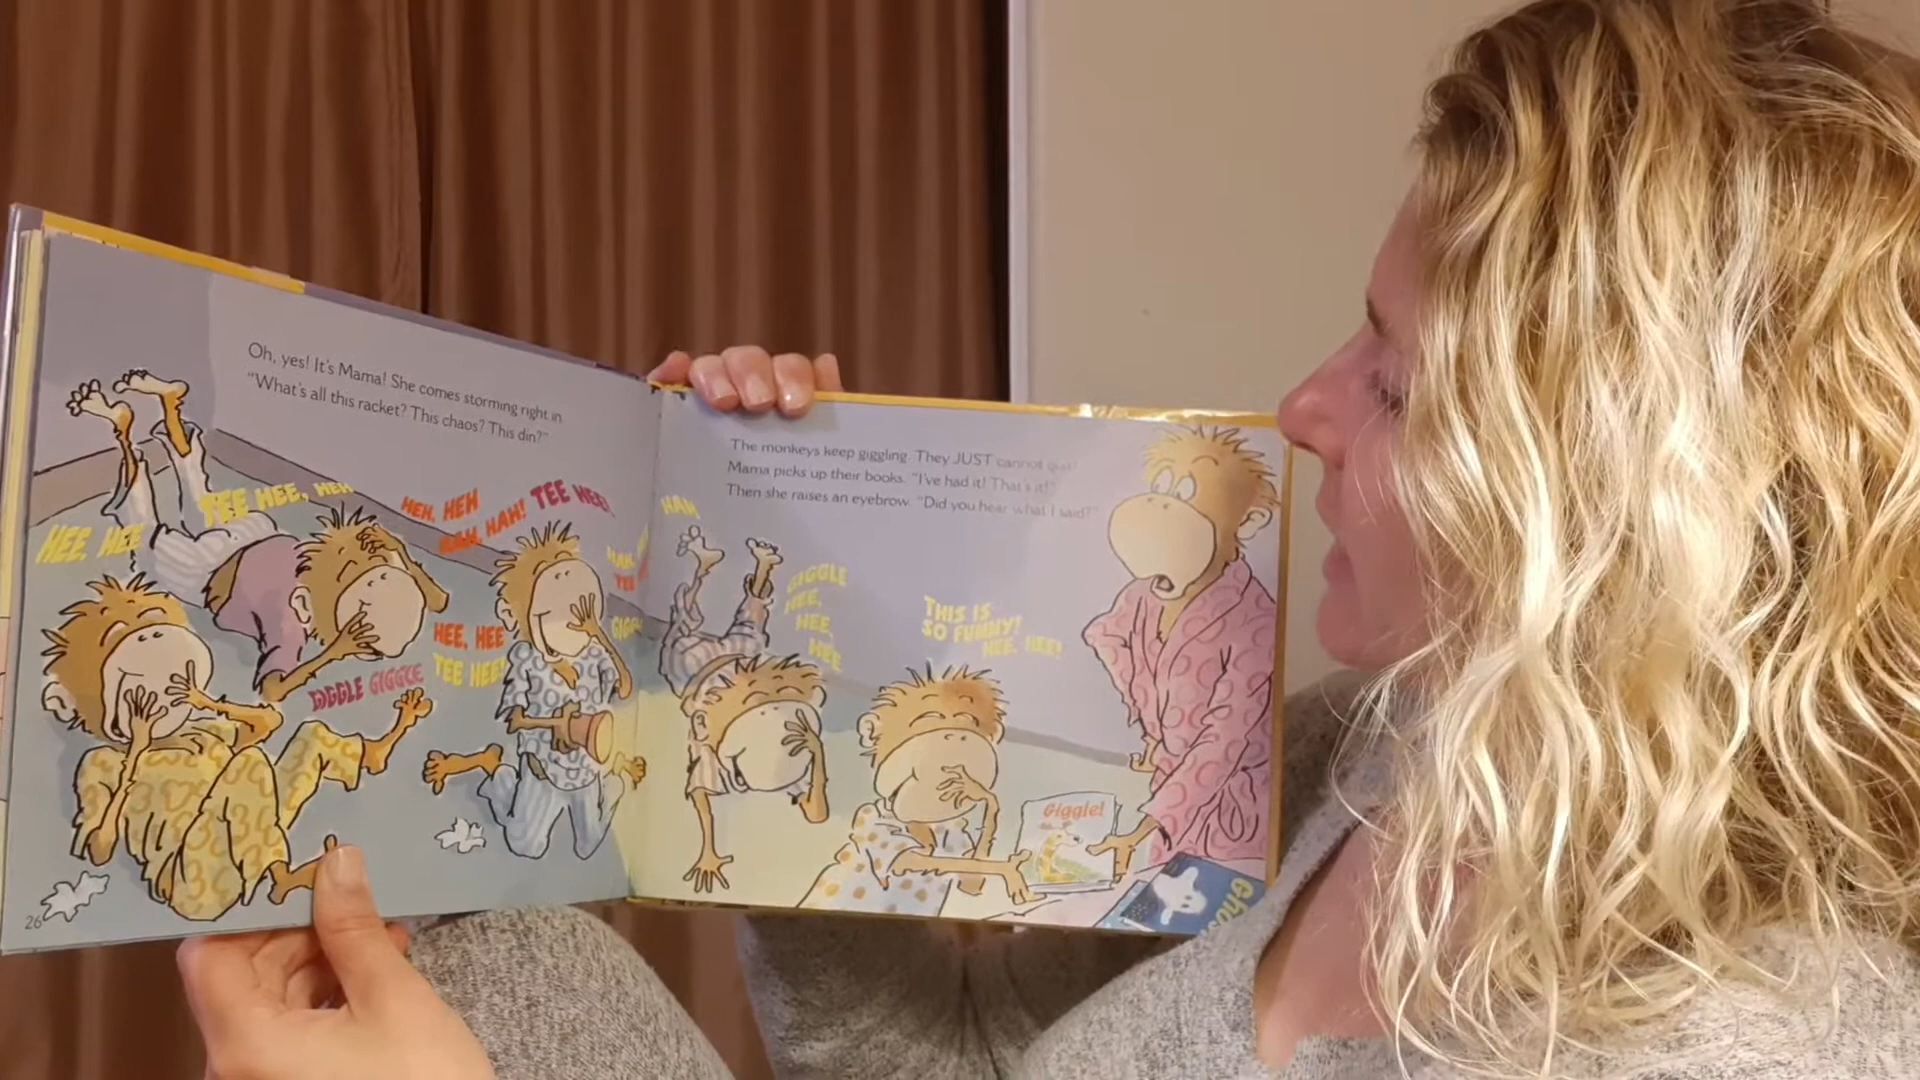 Oh, yes! It's Mama! She comes storming right in
"What's all this racket? This chaos? This din?"
HEE, HEE
TEE HEE, HEH
HEH, HEH
HAH, HAH! TEE HEE!
HEE, HEE
TEE HEE!
GIGGLE GIGGLE
26
The monkeys keep giggling. They JUST cannot
Mama picks up their books. "I've had it! That's it!"
Then she raises an eyebrow. "Did you hear what I said?"
HAH
GIGGLE
HEE,
HEE,
HEE
THIS IS
SO FUNNY!
HEE, HEE!
Giggle!